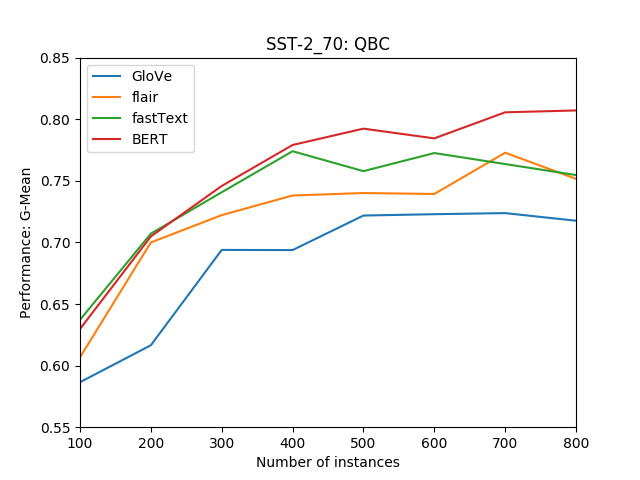 SST-2_70: QBC
GloVe
flair
fastText
BERT
Performance: G-Mean
0.85
0.80
0.75
0.70
0.65
0.60
0.55
100 200 300 400 500 600 700 800
Number of instances